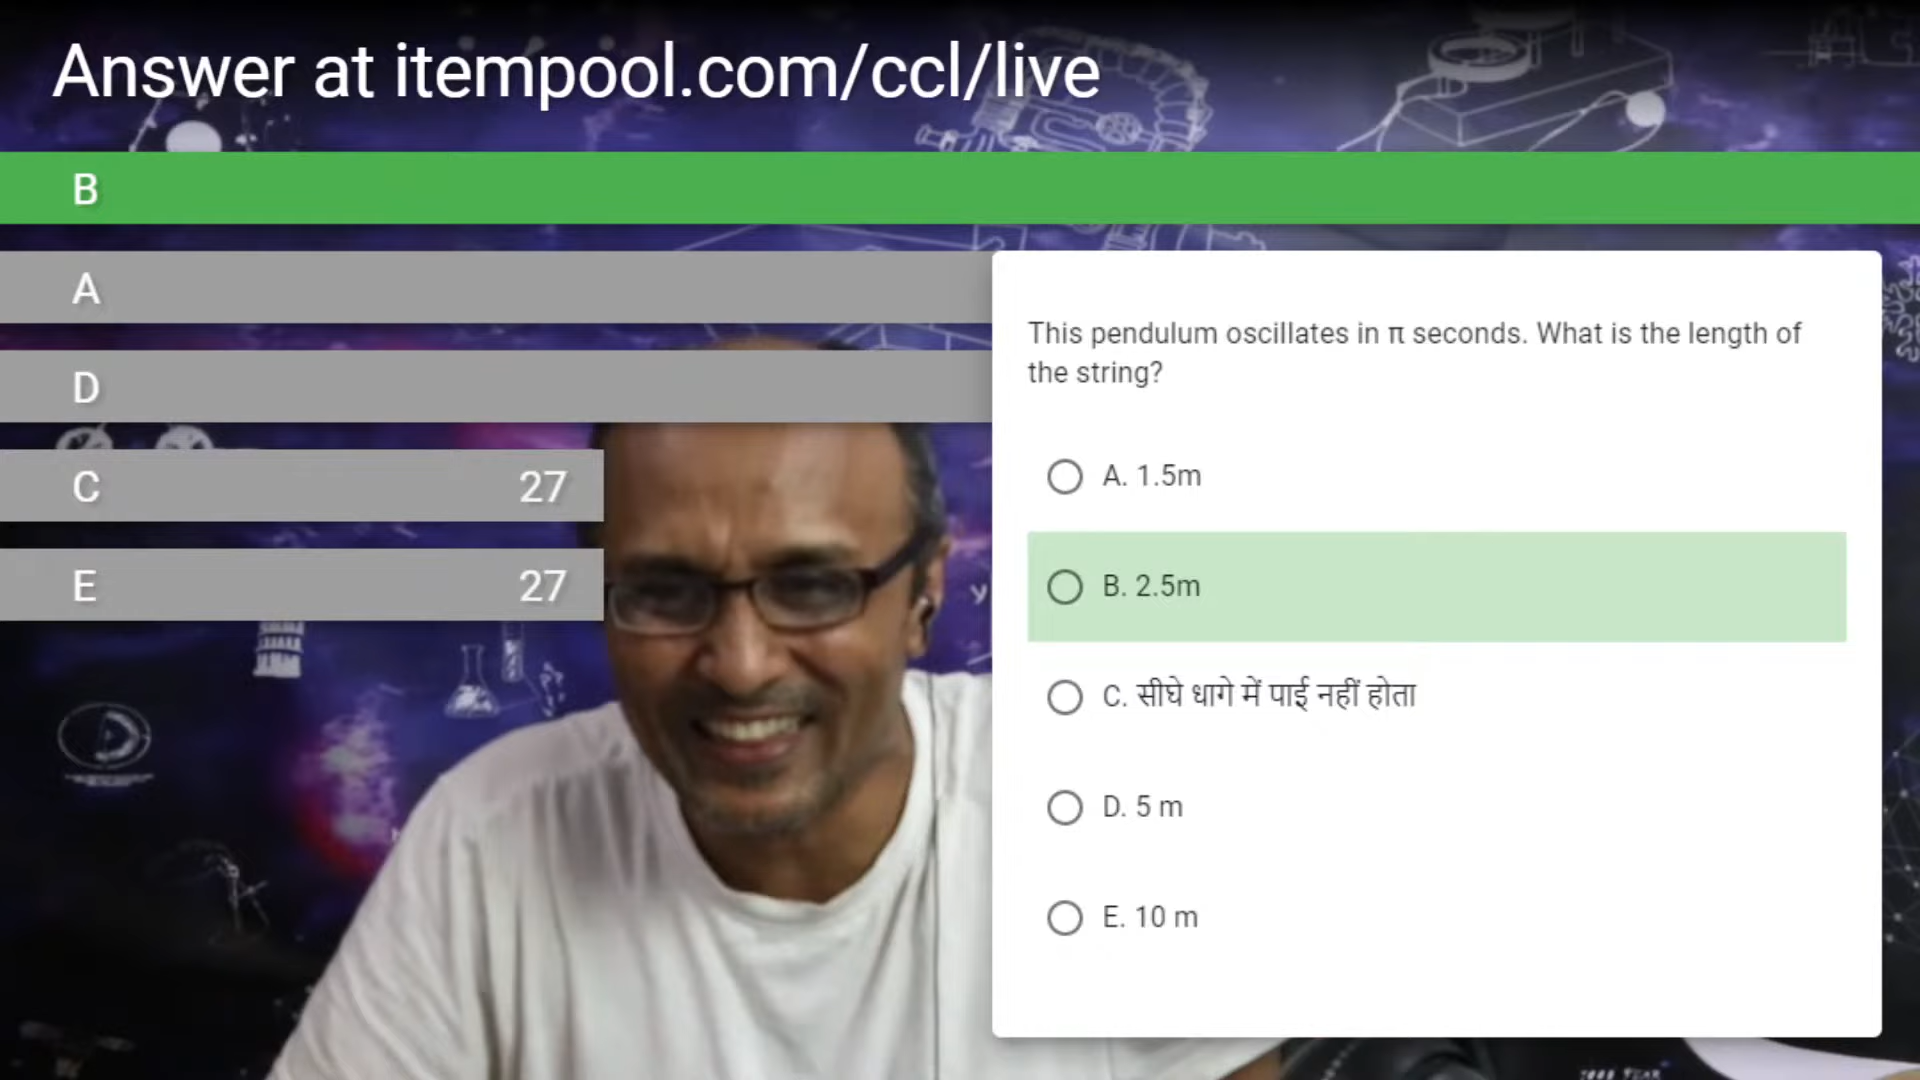 Answer at itempool.com/ccl/live
B
A
D
C 27
E 27
This pendulum oscillates in π seconds. What is the length of
the string?
A. 1.5m
B. 2.5m
C. सीघे धागे में पाई नहीं होता
D. 5 m
E. 10 m